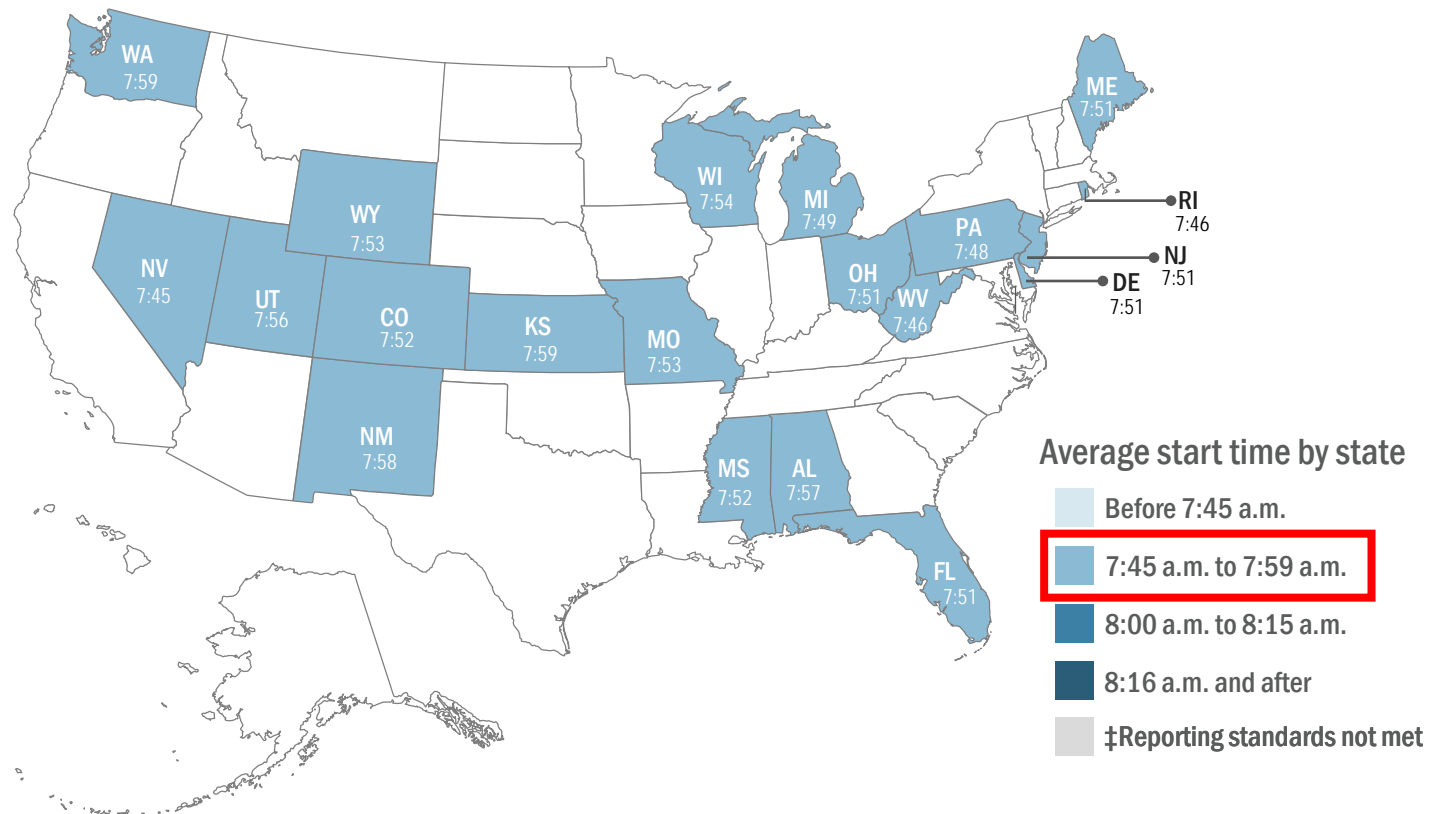 WA
7:59
ME
7:51
WI
7:54
MI
7:49
RI
7:46
WY
7:53
PA
7:48
NJ
7:51
NV
7:45
OH
7:51
DE
7:51
UT
7:56
WV
7:46
CO
7:52
KS
7:59
MO
7:53
NM
7:58
MS
7:52
AL
7:57
FL
7:51
Average start time by state
Before 7:45 a.m.
7:45 a.m. to 7:59 a.m.
8:00 a.m. to 8:15 a.m.
8:16 a.m. and after
‡Reporting standards not met